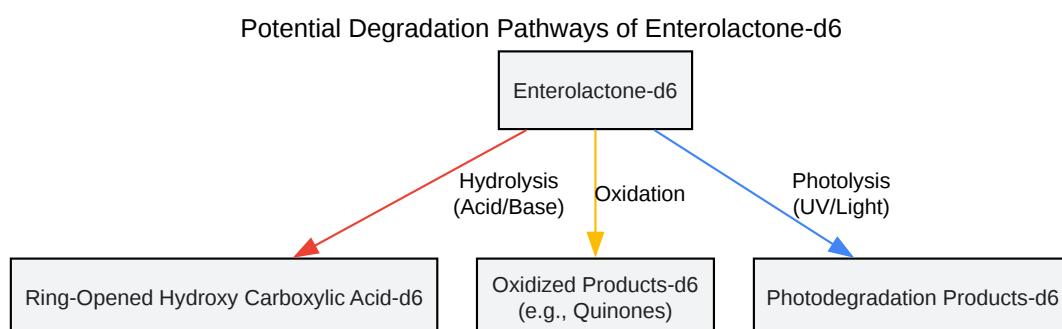 Potential Degradation Pathways of Enterolactone-d6
Enterolactone-d6
Hydrolysis
(Acid/Base)
Oxidation
Photolysis
(UV/Light)
Ring-Opened Hydroxy Carboxylic Acid-d6
Oxidized Products-d6
(e.g., Quinones)
Photodegradation Products-d6